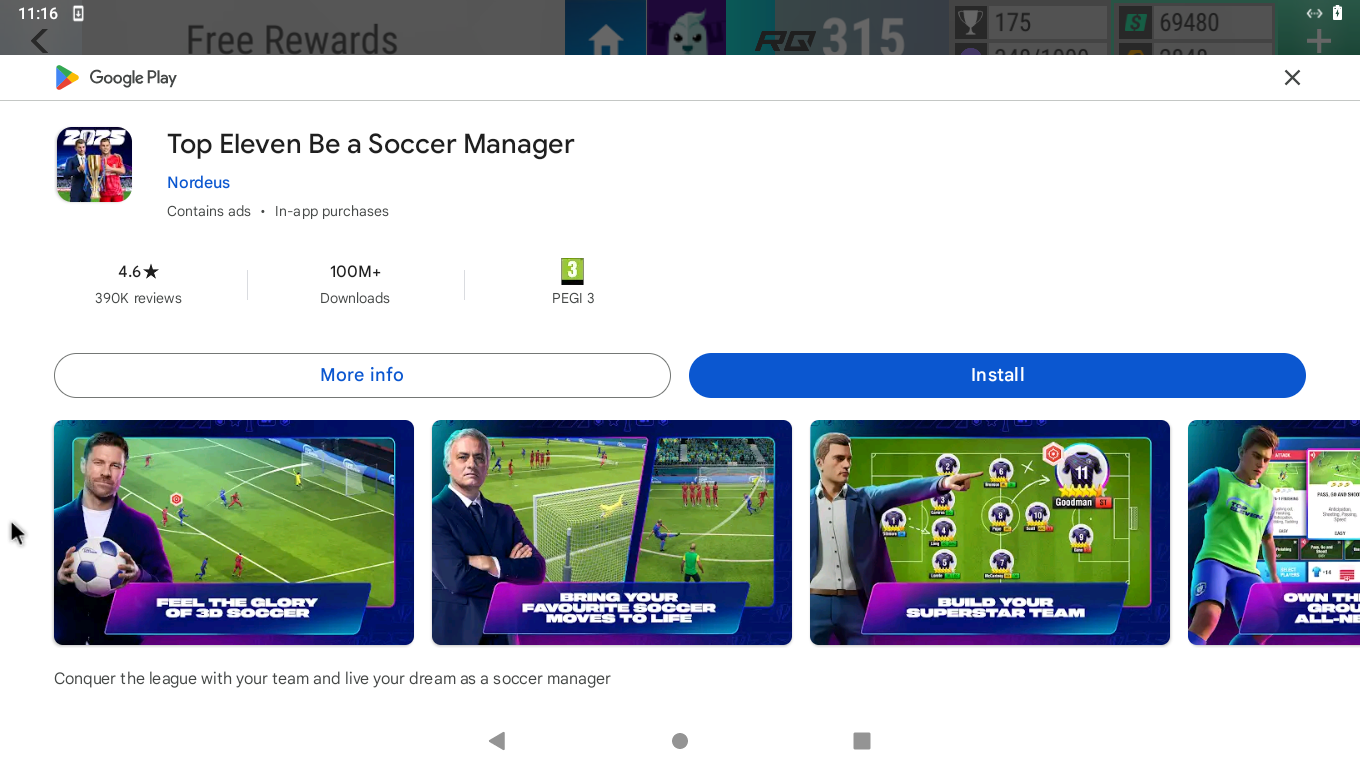 11:16
Free Rewards
RQ 315
175
69480
Google Play
2025
Top Eleven Be a Soccer Manager
Nordeus
Contains ads • In-app purchases
4.6★
390K reviews
100M+
Downloads
3
PEGI 3
More info
Install
FEEL THE GLORY
OF 3D SOCCER
BRING YOUR
FAVOURITE SOCCER
MOVES TO LIFE
11
Goodman ST
BUILD YOUR
SUPERSTAR TEAM
OWN TH
GROU
ALL-NE
Conquer the league with your team and live your dream as a soccer manager